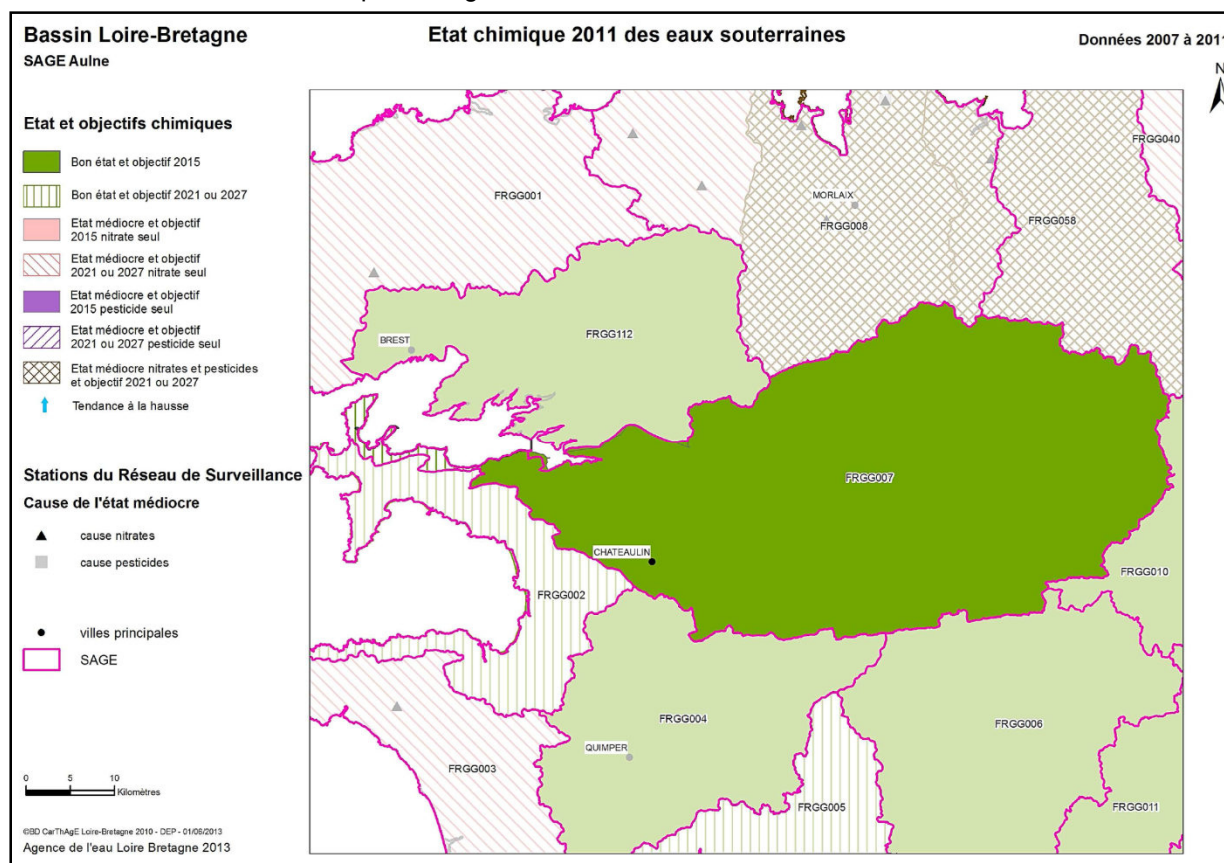 Bassin Loire-Bretagne
SAGE Aulne
Etat chimique 2011 des eaux souterraines
Données 2007 à 2011
N
Etat et objectifs chimiques
Bon état et objectif 2015
Bon état et objectif 2021 ou 2027
Etat médiocre et objectif
2015 nitrate seul
Etat médiocre et objectif
2021 ou 2027 nitrate seul
Etat médiocre et objectif
2015 pesticide seul
Etat médiocre et objectif
2021 ou 2027 pesticide seul
Etat médiocre nitrates et pesticides
et objectif 2021 ou 2027
Tendance à la hausse
Stations du Réseau de Surveillance
Cause de l'état médiocre
cause nitrates
cause pesticides
villes principales
SAGE
0 5 10
Kilomètres
©BD CarThAgE Loire-Bretagne 2010 - DEP - 01/06/2013
Agence de l'eau Loire Bretagne 2013
FRGG040
FRGG001
MORLAIX
FRGG008
FRGG058
BREST
FRGG112
FRGG007
CHATEAULIN
FRGG010
FRGG002
FRGG004
FRGG006
QUIMPER
FRGG003
FRGG005
FRGG011